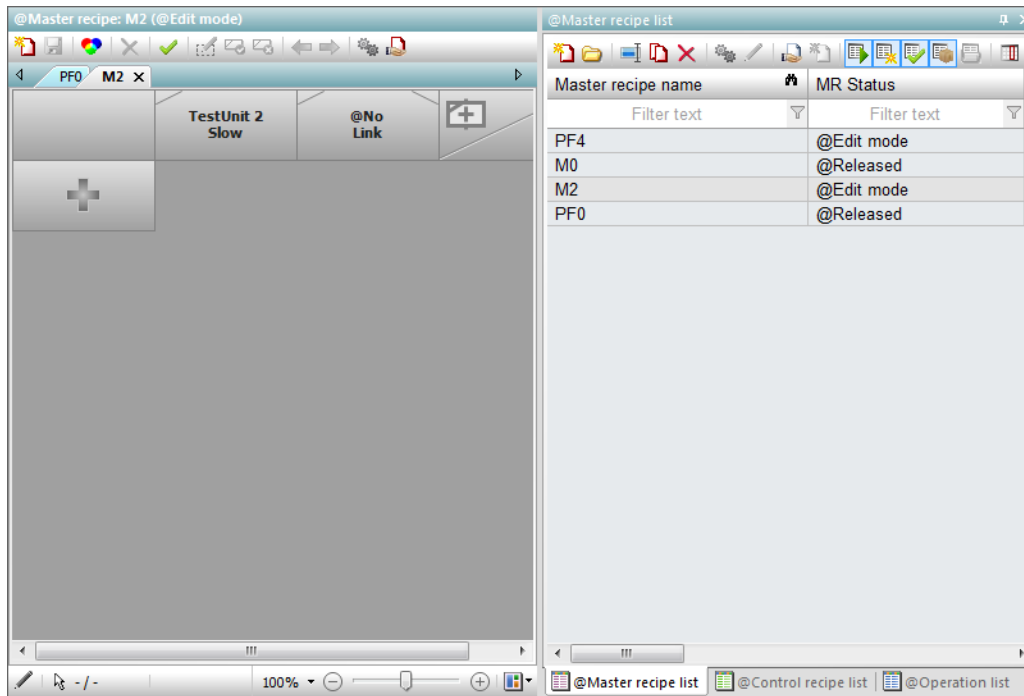 @Master recipe: M2 (@Edit mode)
PF0
M2
TestUnit 2
Slow
@No
Link
100%
- / -
@Master recipe list
Master recipe name
MR Status
Filter text
Filter text
PF4
@Edit mode
M0
@Released
M2
@Edit mode
PF0
@Released
@Master recipe list
@Control recipe list
@Operation list